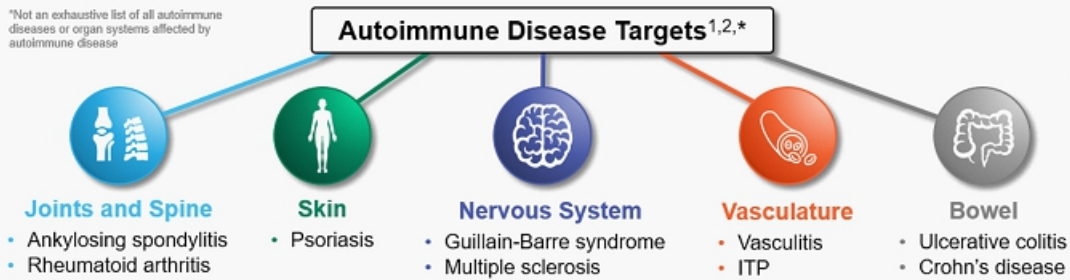 *Not an exhaustive list of all autoimmune
diseases or organ systems affected by
autoimmune disease
Autoimmune Disease Targets1,2,*
Joints and Spine
• Ankylosing spondylitis
• Rheumatoid arthritis
Skin
• Psoriasis
Nervous System
• Guillain-Barre syndrome
• Multiple sclerosis
Vasculature
• Vasculitis
• ITP
Bowel
• Ulcerative colitis
• Crohn's disease